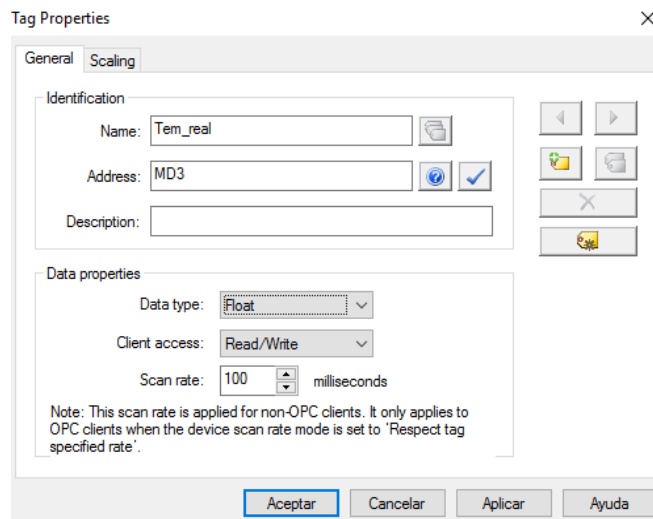 Tag Properties
General Scaling
Identification
Name: Tem_real
Address: MD3
Description:
Data properties
Data type: Float
Client access: Read/Write
Scan rate: 100 milliseconds
Note: This scan rate is applied for non-OPC clients. It only applies to
OPC clients when the device scan rate mode is set to 'Respect tag
specified rate'.
Aceptar Cancelar Aplicar Ayuda